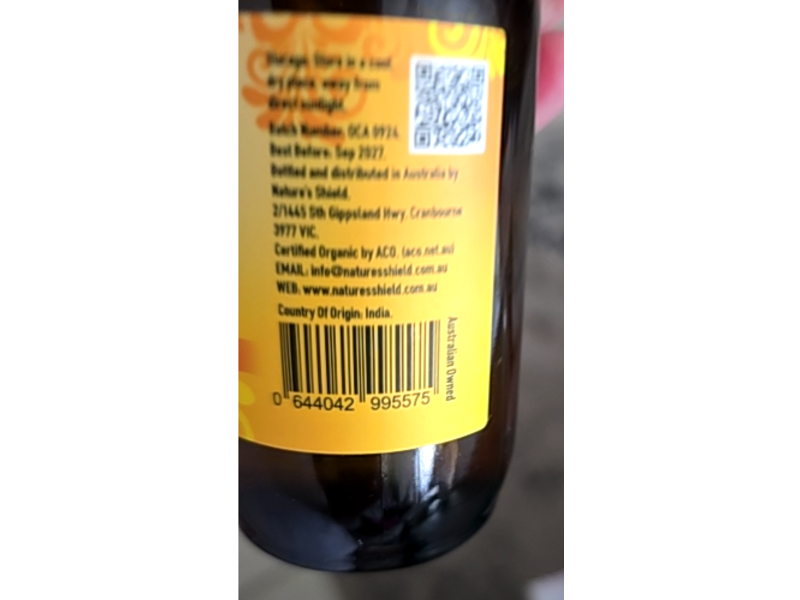 Storage. Store in a cool
dry place, away from
direct sunlight.
Batch Number. OCA 0924.
Best Before: Sep 2027.
Bottled and distributed in Australia by
Nature's Shield.
2/1445 Sth Gippsland Hwy. Cranbourne
3977 VIC.
Certified Organic by ACO. (aco.net.au)
EMAIL: info@naturesshield.com.au
WEB: www.naturesshield.com.au
Country Of Origin: India.
Australian Owned
0 644042 995575